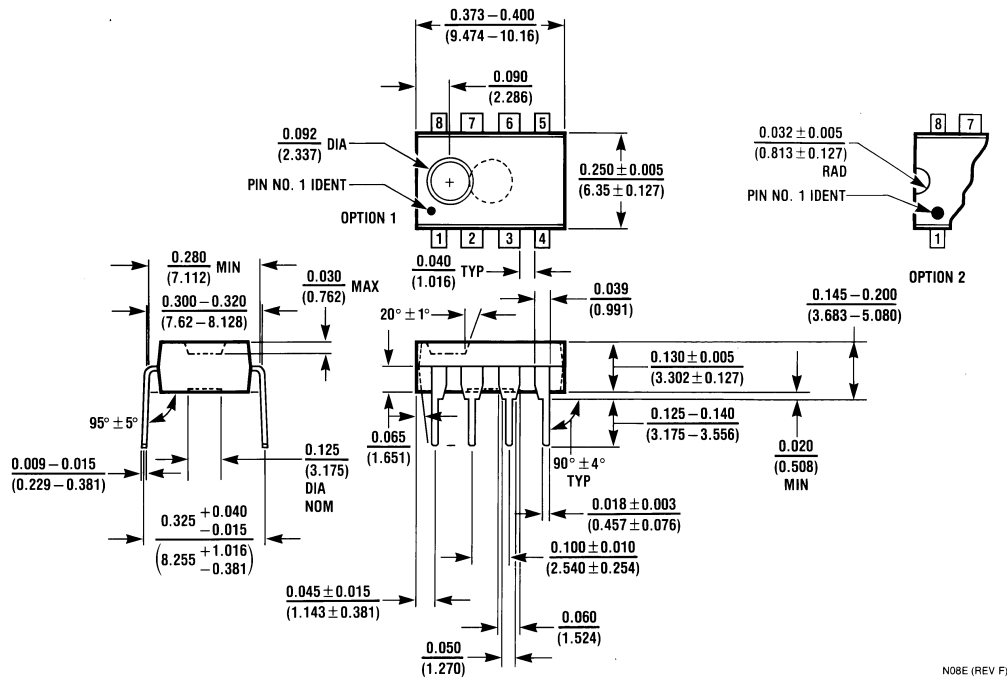 0.373 – 0.400
(9.474 – 10.16)
0.090
(2.286)
8 7 6 5
0.092
(2.337) DIA
PIN NO. 1 IDENT
OPTION 1
1 2 3 4
0.250 ± 0.005
(6.35 ± 0.127)
8 7
0.032 ± 0.005
(0.813 ± 0.127)
RAD
PIN NO. 1 IDENT
1
OPTION 2
0.280
(7.112) MIN
0.300 – 0.320
(7.62 – 8.128)
0.030
(0.762) MAX
0.040
(1.016) TYP
0.039
(0.991)
20° ± 1°
0.145 – 0.200
(3.683 – 5.080)
0.130 ± 0.005
(3.302 ± 0.127)
0.125 – 0.140
(3.175 – 3.556)
0.020
(0.508)
MIN
95° ± 5°
0.009 – 0.015
(0.229 – 0.381)
0.125
(3.175)
DIA
NOM
0.065
(1.651)
90° ± 4°
TYP
0.018 ± 0.003
(0.457 ± 0.076)
0.325 +0.040
−0.015
(8.255 +1.016
−0.381)
0.100 ± 0.010
(2.540 ± 0.254)
0.045 ± 0.015
(1.143 ± 0.381)
0.060
(1.524)
0.050
(1.270)
N08E (REV F)